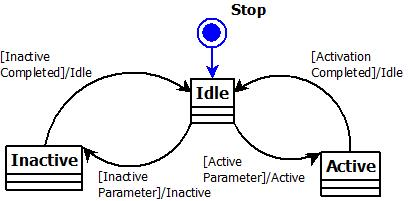 Stop
[Inactive
Completed]/Idle
[Activation
Completed]/Idle
Idle
Inactive
[Inactive
Parameter]/Inactive
[Active
Parameter]/Active
Active